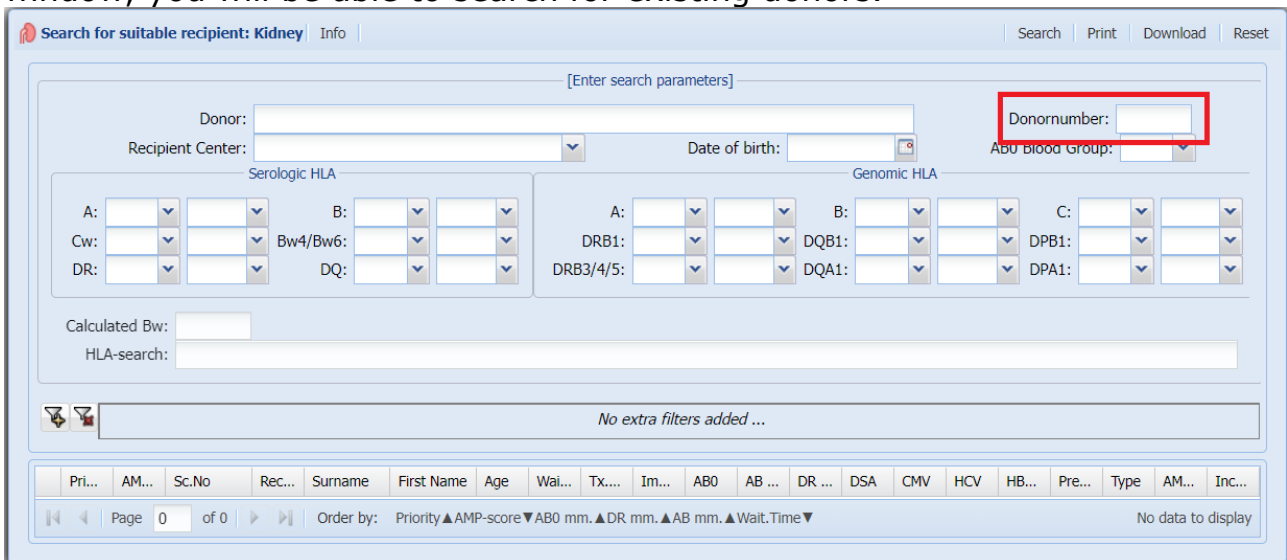 window, you will be able to search for existing donors.
Search for suitable recipient: Kidney Info Search Print Download Reset
[Enter search parameters]
Donor: Donornumber:
Recipient Center: Date of birth: AB0 Blood Group:
Serologic HLA Genomic HLA
A: B: A: B: C:
Cw: Bw4/Bw6: DRB1: DQB1: DPB1:
DR: DQ: DRB3/4/5: DQA1: DPA1:
Calculated Bw:
HLA-search:
No extra filters added ...
Pri... AM... Sc.No Rec... Surname First Name Age Wai... Tx.... Im... AB0 AB ... DR ... DSA CMV HCV HB... Pre... Type AM... Inc...
Page 0 of 0 Order by: Priority▲AMP-score▼AB0 mm.▲DR mm.▲AB mm.▲Wait.Time▼ No data to display